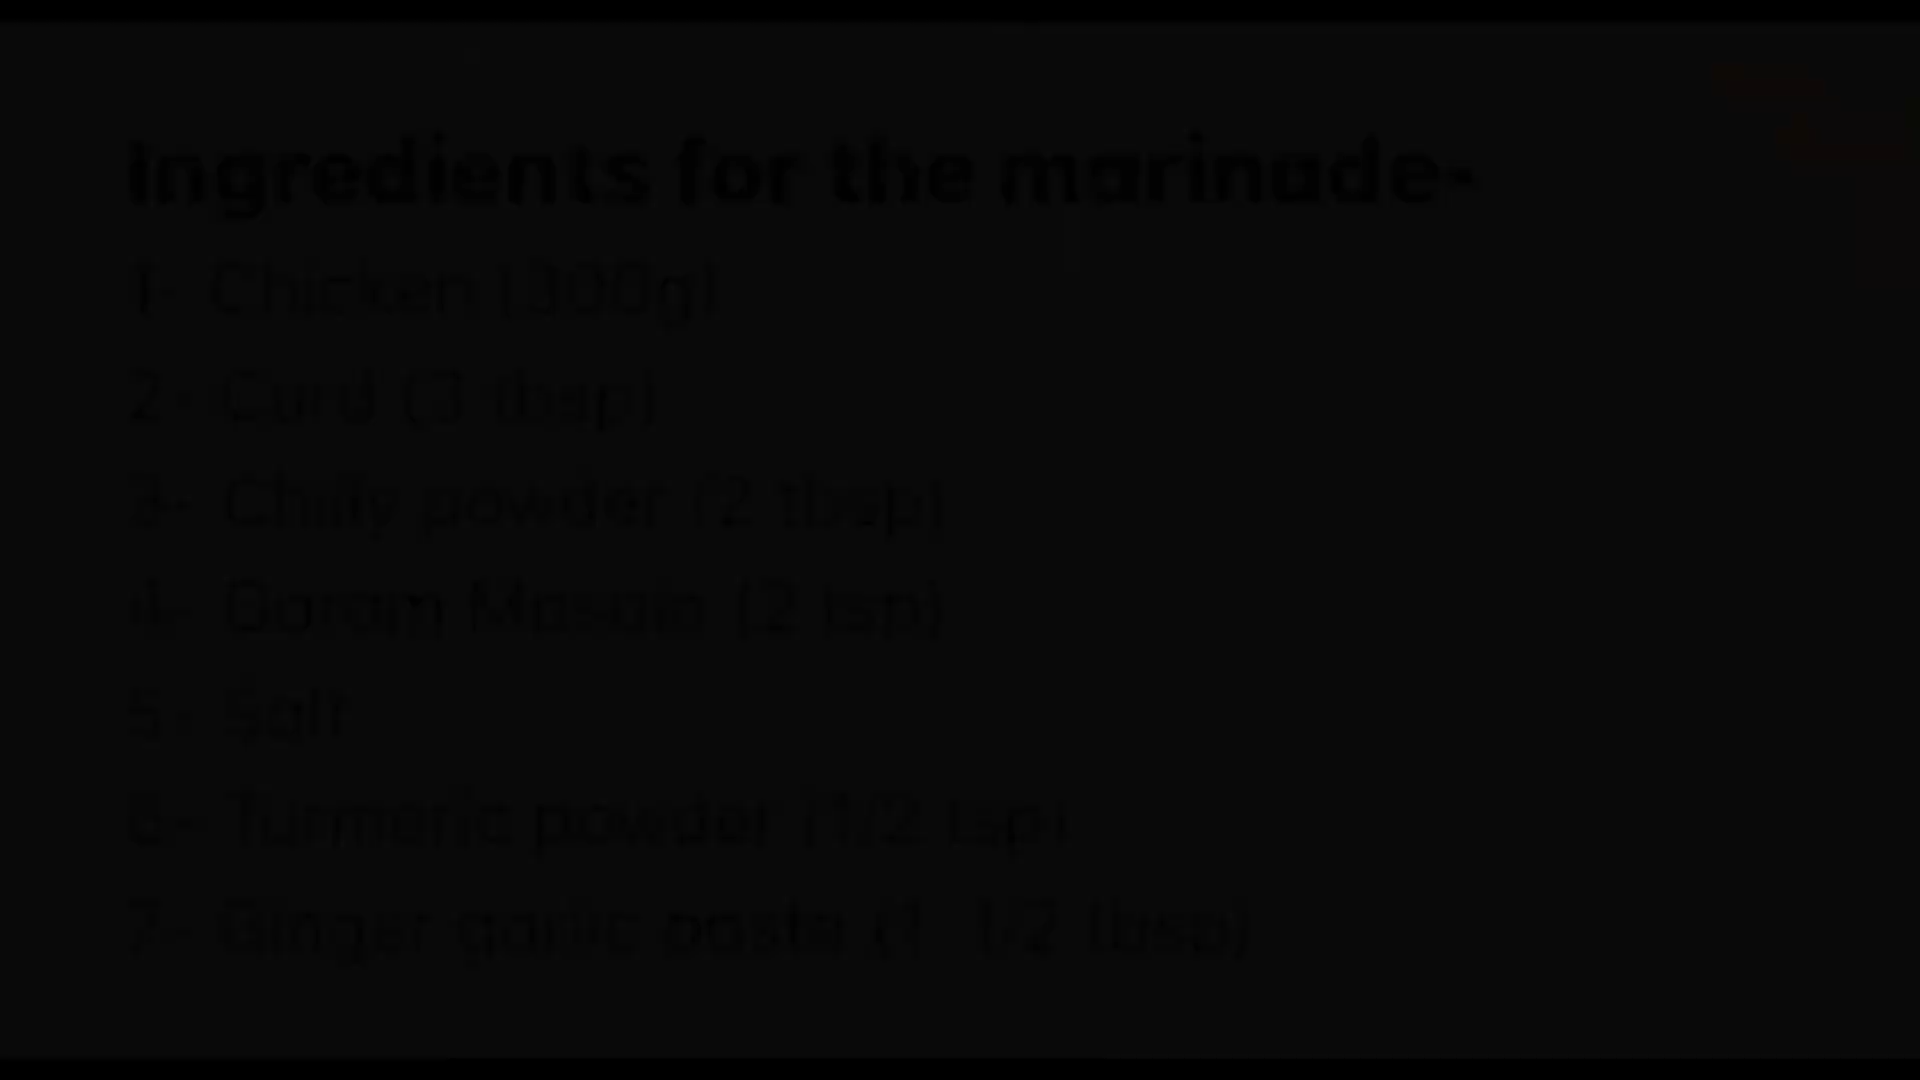 Ingredients for the marinade-
1- Chicken (300g)
2- Curd (3 tbsp)
3- Chilly powder (2 tbsp)
4- Garam Masala (2 tsp)
5- Salt
6- Turmeric powder (1/2 tsp)
7- Ginger garlic paste (1 1/2 tbsp)